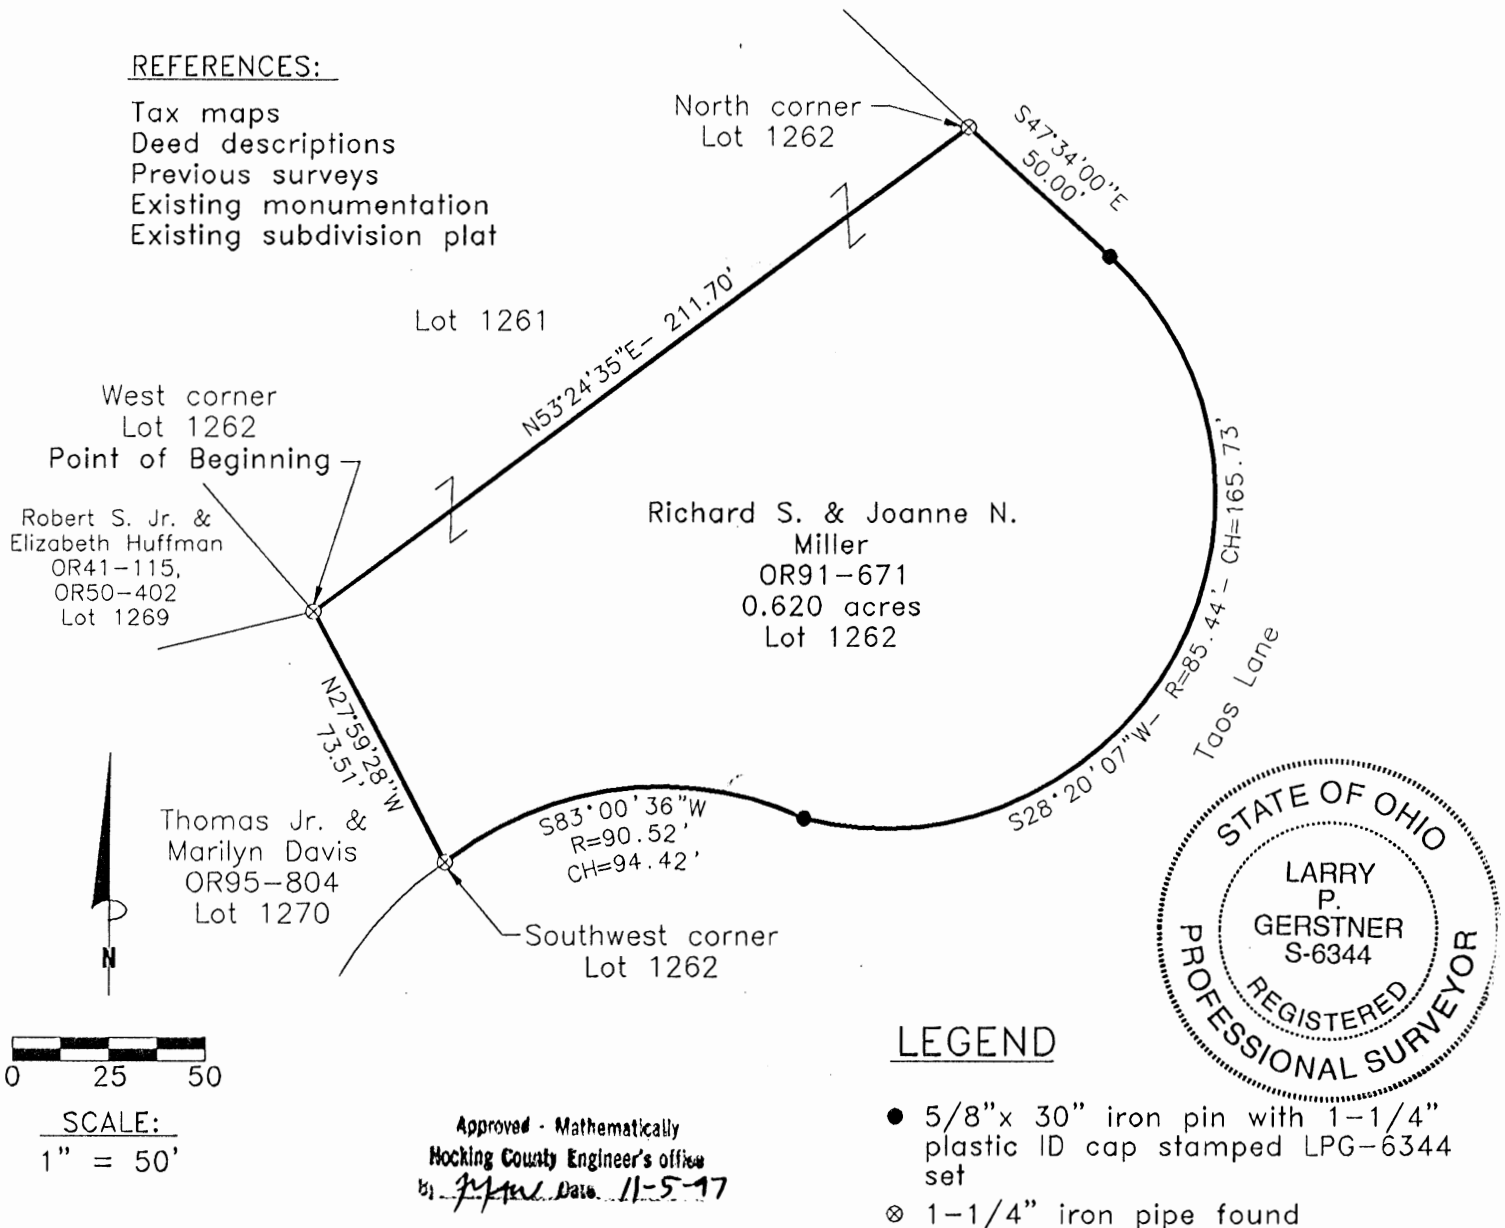 REFERENCES:
Tax maps
Deed descriptions
Previous surveys
Existing monumentation
Existing subdivision plat
North corner
Lot 1262
S47°34'00"E
50.00'
Lot 1261
N53°24'35"E- 211.70'
West corner
Lot 1262
Point of Beginning
Robert S. Jr. &
Elizabeth Huffman
OR41-115,
OR50-402
Lot 1269
Richard S. & Joanne N.
Miller
OR91-671
0.620 acres
Lot 1262
S28°20'07"W- R=85.44'- CH=165.73'
Taos Lane
N27°59'28"W
73.51'
S83°00'36"W
R=90.52'
CH=94.42'
Thomas Jr. &
Marilyn Davis
OR95-804
Lot 1270
Southwest corner
Lot 1262
N
0 25 50
SCALE:
1" = 50'
Approved - Mathematically
Hocking County Engineer's office
By Date 11-5-97
STATE OF OHIO
LARRY
P.
GERSTNER
S-6344
REGISTERED
PROFESSIONAL SURVEYOR
LEGEND
5/8"x 30" iron pin with 1-1/4"
plastic ID cap stamped LPG-6344
set
1-1/4" iron pipe found